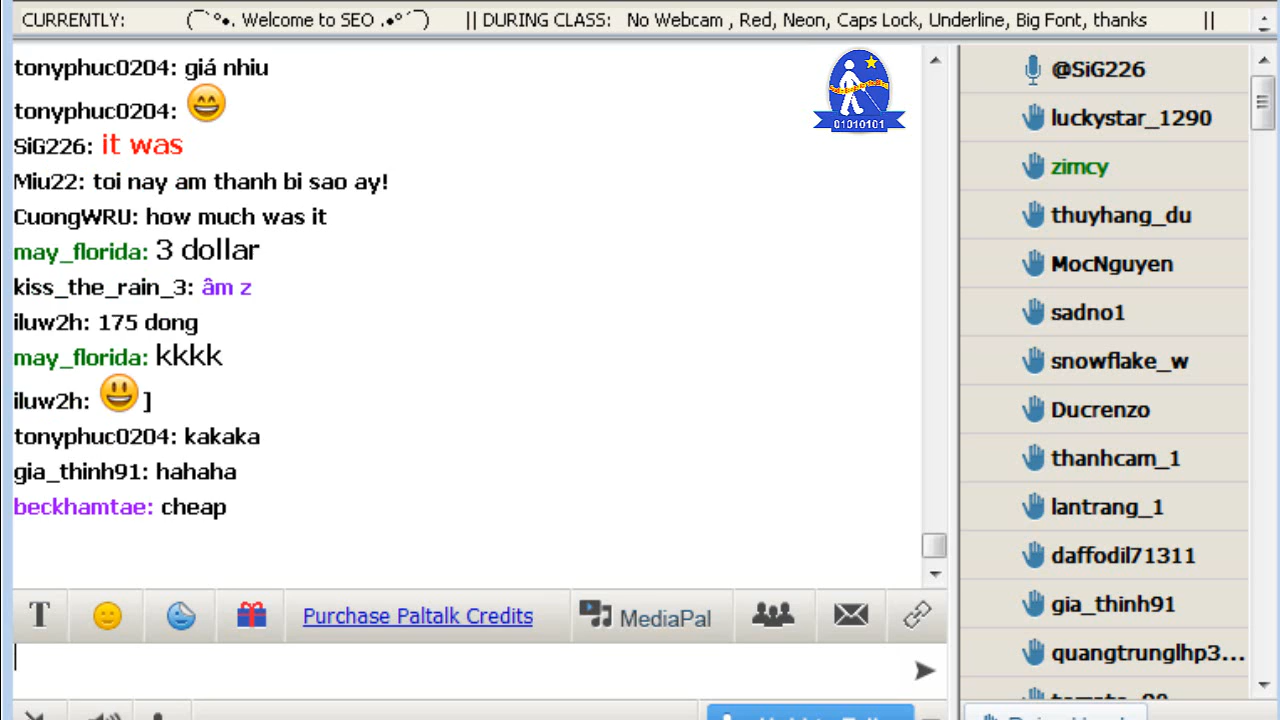 CURRENTLY: (¯`°•. Welcome to SEO .•°´¯) || DURING CLASS: No Webcam , Red, Neon, Caps Lock, Underline, Big Font, thanks ||
tonyphuc0204: giá nhiu
tonyphuc0204: 😄
SiG226: it was
Miu22: toi nay am thanh bi sao ay!
CuongWRU: how much was it
may_florida: 3 dollar
kiss_the_rain_3: âm z
iluw2h: 175 dong
may_florida: kkkk
iluw2h: 😃 ]
tonyphuc0204: kakaka
gia_thinh91: hahaha
beckhamtae: cheap
01010101
T
Purchase Paltalk Credits
MediaPal
@SiG226
luckystar_1290
zimcy
thuyhang_du
MocNguyen
sadno1
snowflake_w
Ducrenzo
thanhcam_1
lantrang_1
daffodil71311
gia_thinh91
quangtrunglhp3...